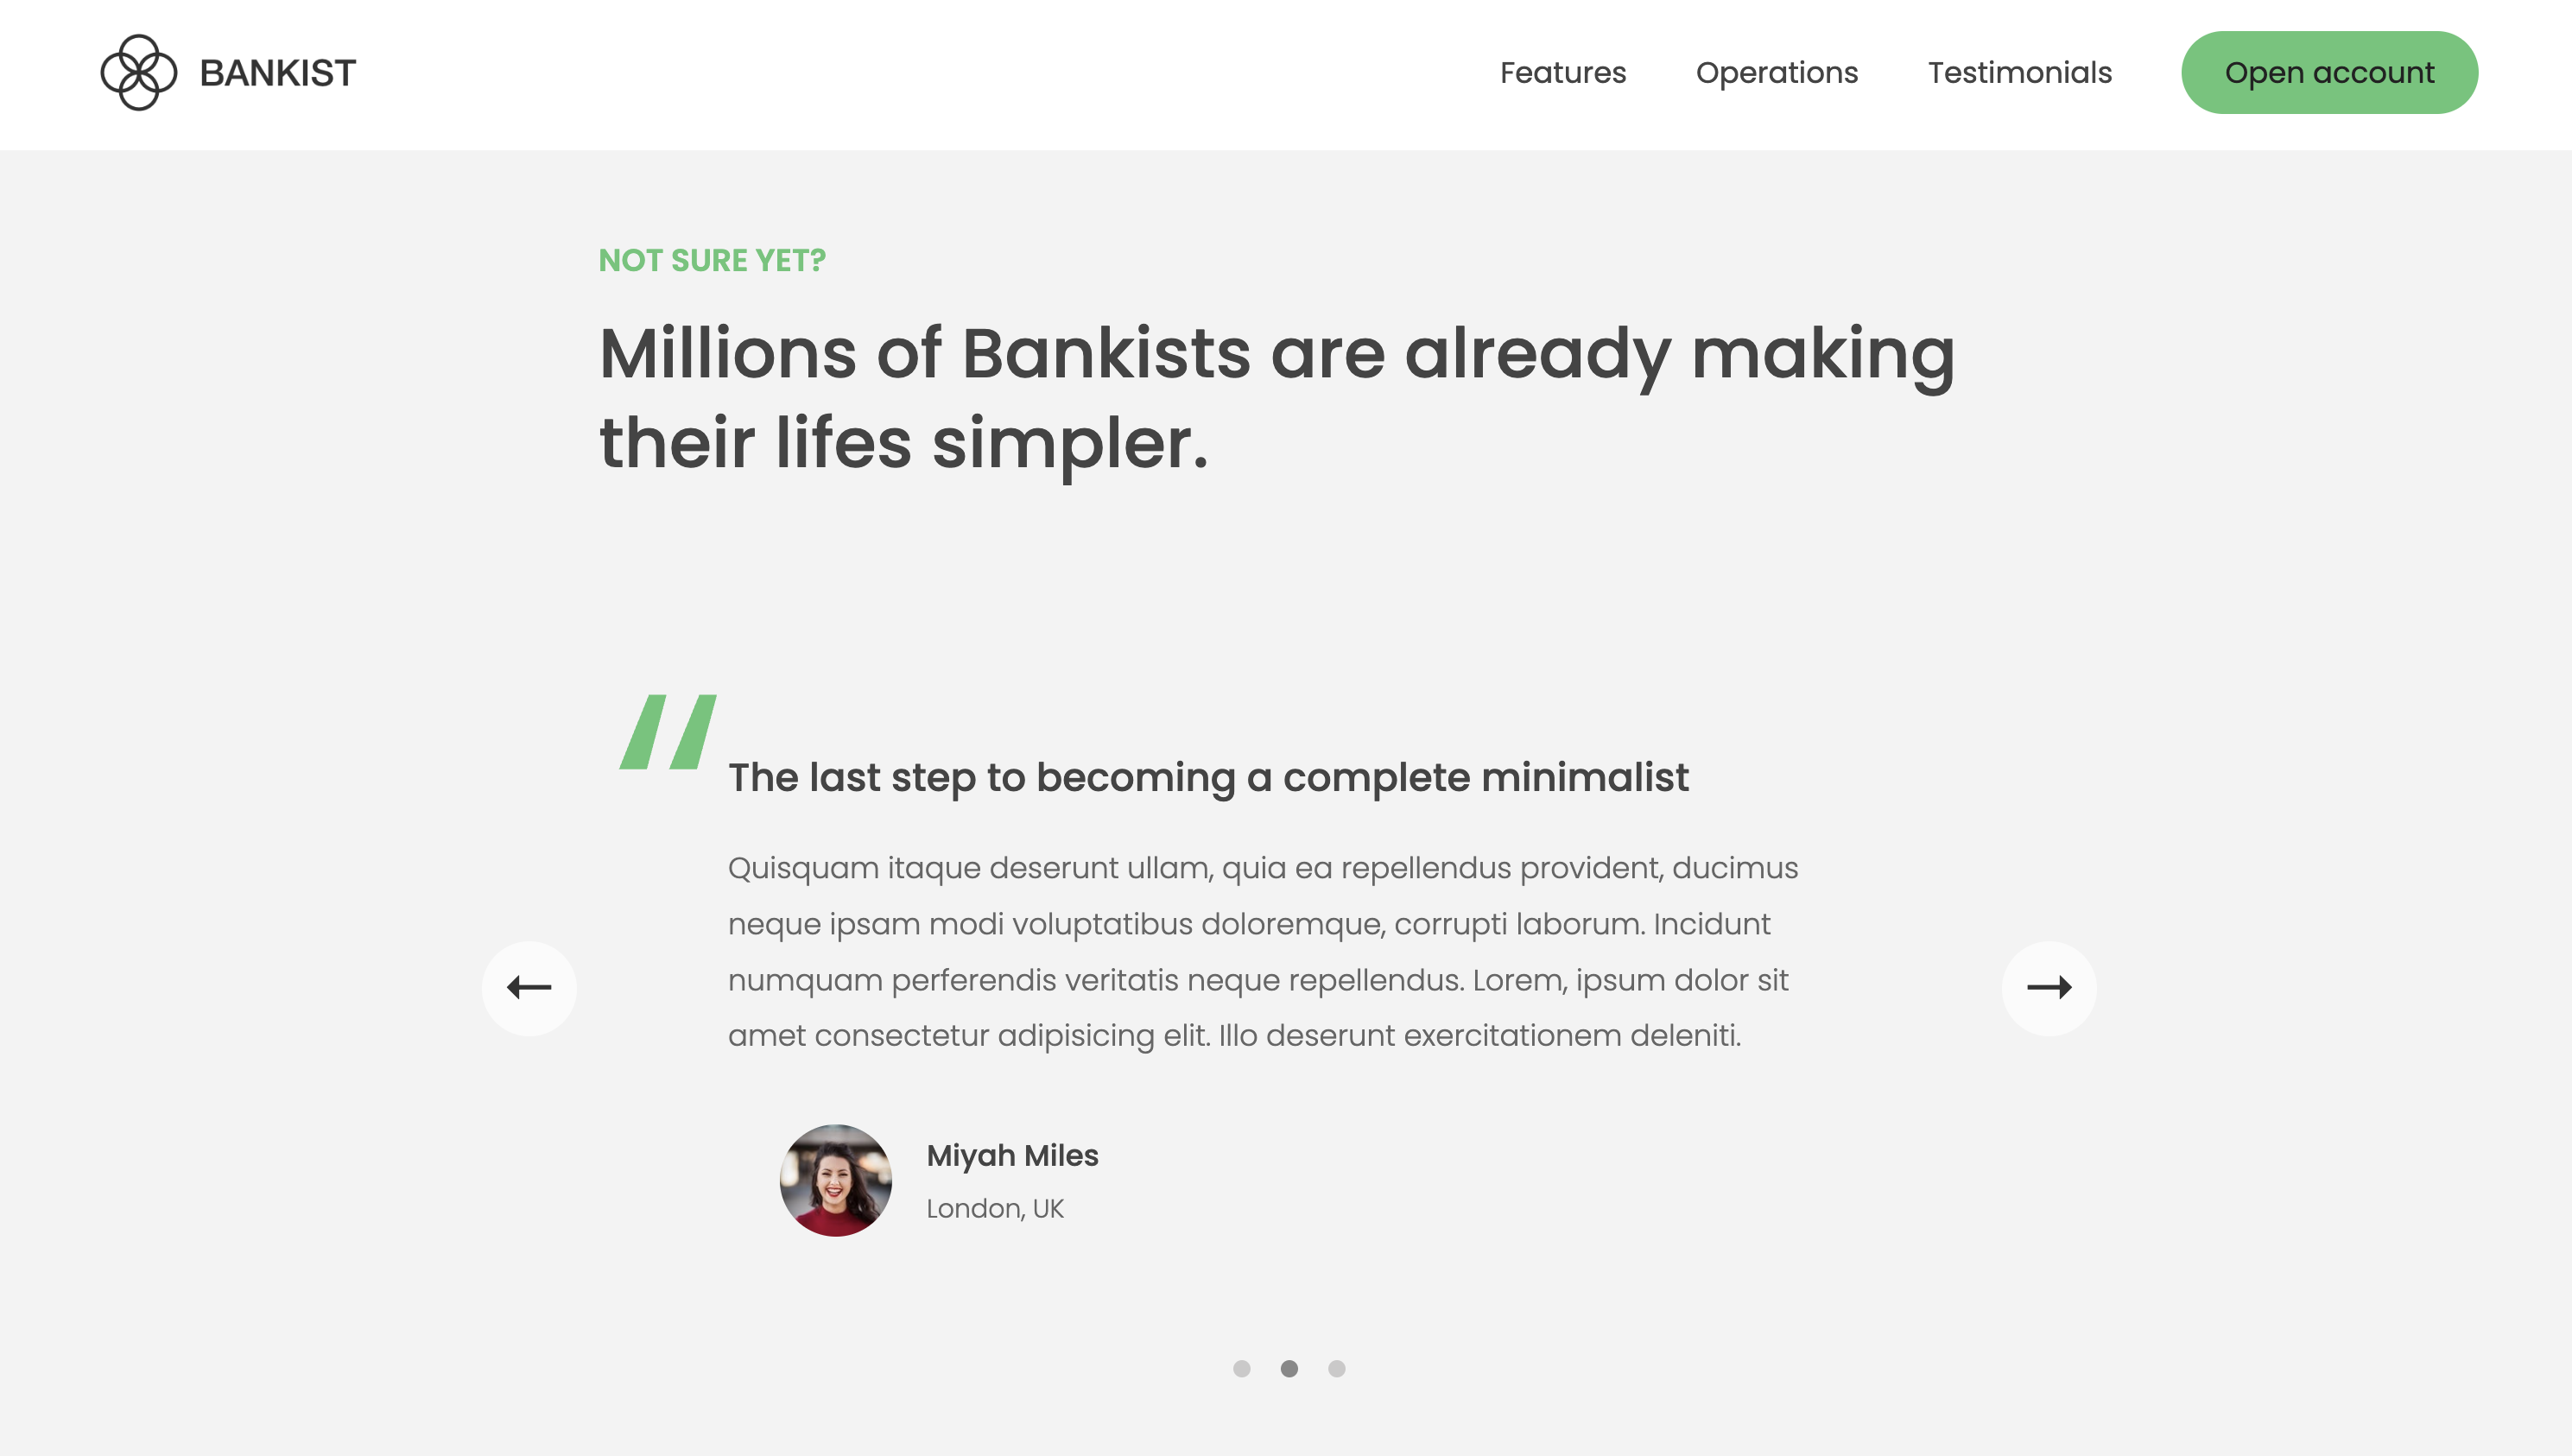 BANKIST
Features
Operations
Testimonials
Open account
NOT SURE YET?
Millions of Bankists are already making
their lifes simpler.
The last step to becoming a complete minimalist
Quisquam itaque deserunt ullam, quia ea repellendus provident, ducimus
neque ipsam modi voluptatibus doloremque, corrupti laborum. Incidunt
numquam perferendis veritatis neque repellendus. Lorem, ipsum dolor sit
amet consectetur adipisicing elit. Illo deserunt exercitationem deleniti.
Miyah Miles
London, UK